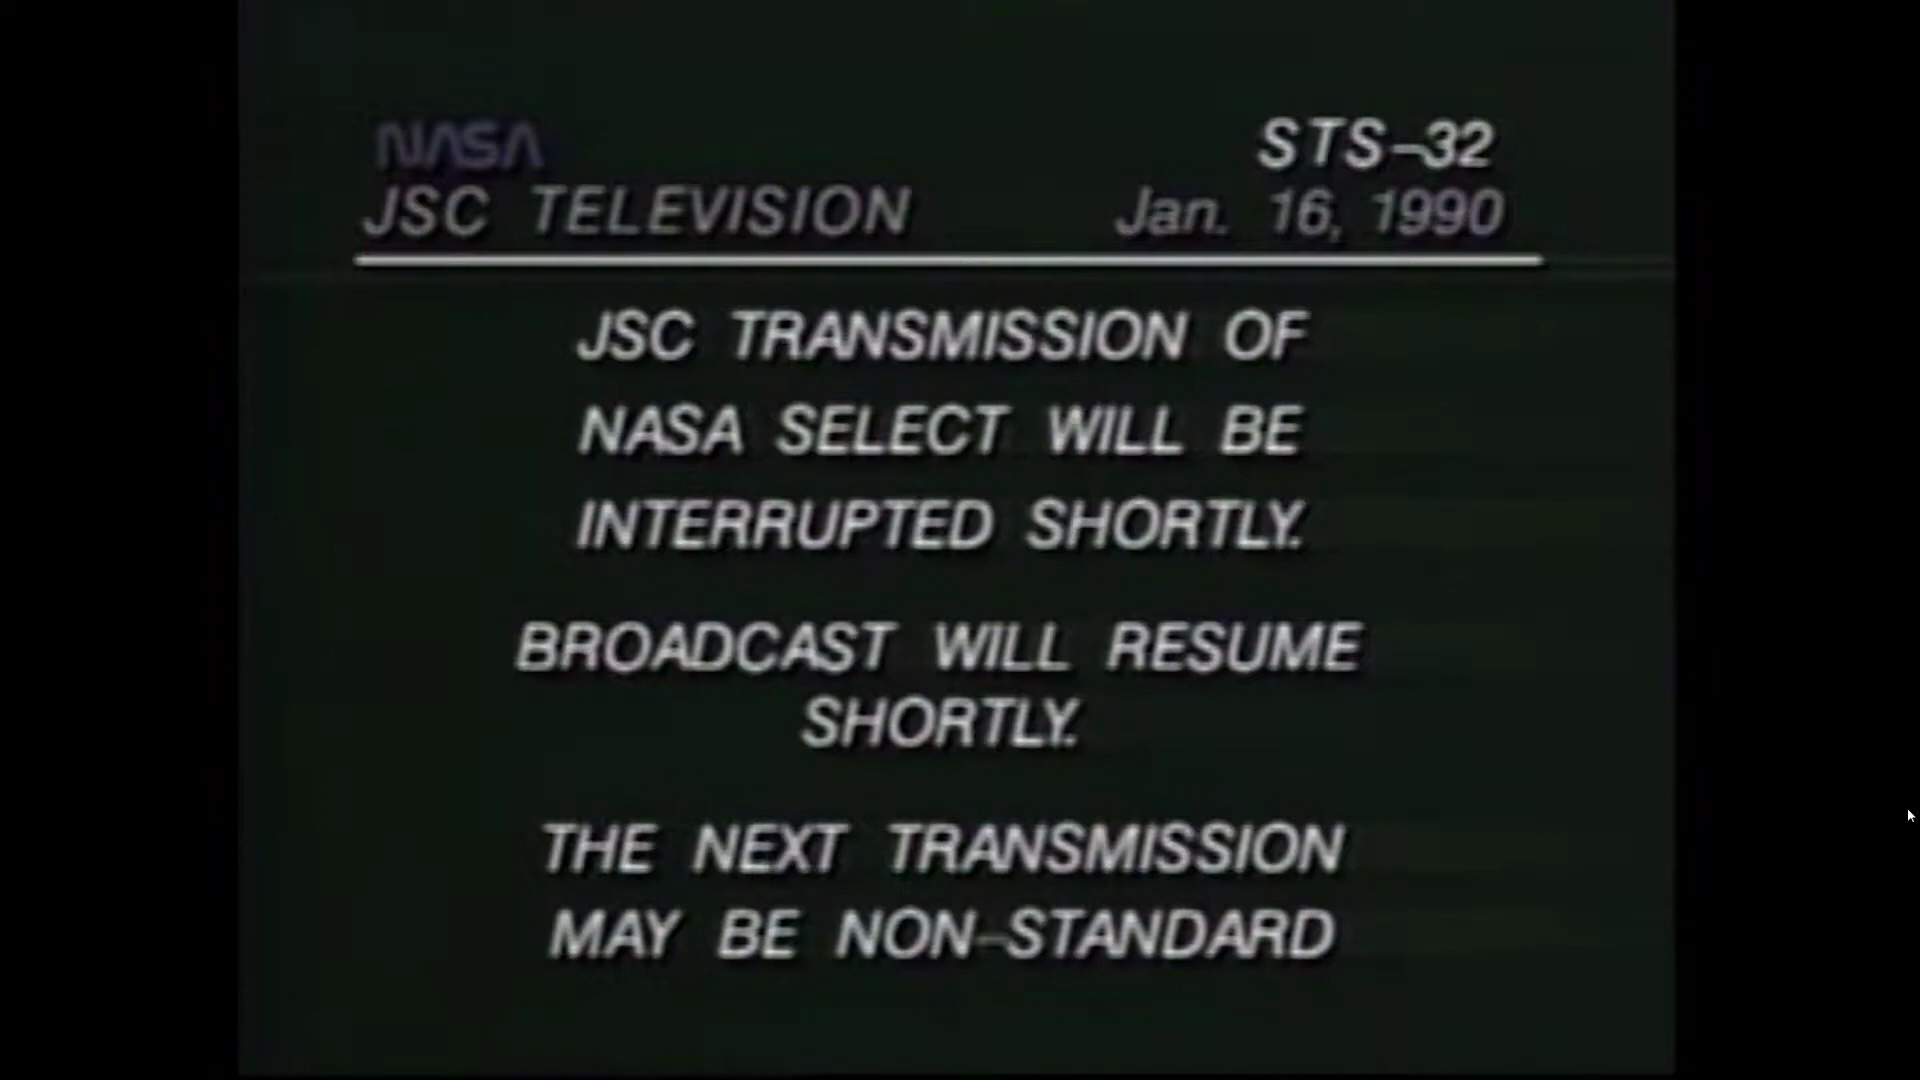 NASA
STS-32
JSC TELEVISION
Jan. 16, 1990
JSC TRANSMISSION OF
NASA SELECT WILL BE
INTERRUPTED SHORTLY.
BROADCAST WILL RESUME
SHORTLY.
THE NEXT TRANSMISSION
MAY BE NON-STANDARD